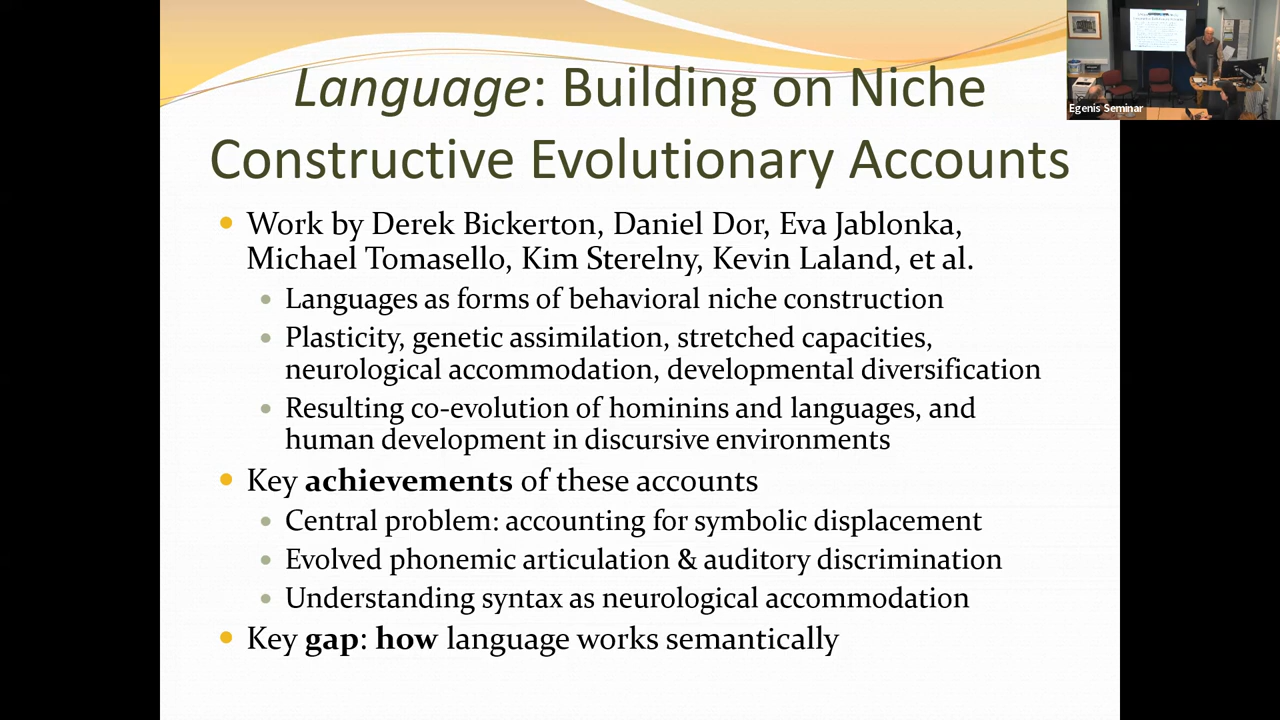 Language: Building on Niche
Constructive Evolutionary Accounts
Egenis Seminar
Work by Derek Bickerton, Daniel Dor, Eva Jablonka,
Michael Tomasello, Kim Sterelny, Kevin Laland, et al.
Languages as forms of behavioral niche construction
Plasticity, genetic assimilation, stretched capacities,
neurological accommodation, developmental diversification
Resulting co-evolution of hominins and languages, and
human development in discursive environments
Key achievements of these accounts
Central problem: accounting for symbolic displacement
Evolved phonemic articulation & auditory discrimination
Understanding syntax as neurological accommodation
Key gap: how language works semantically